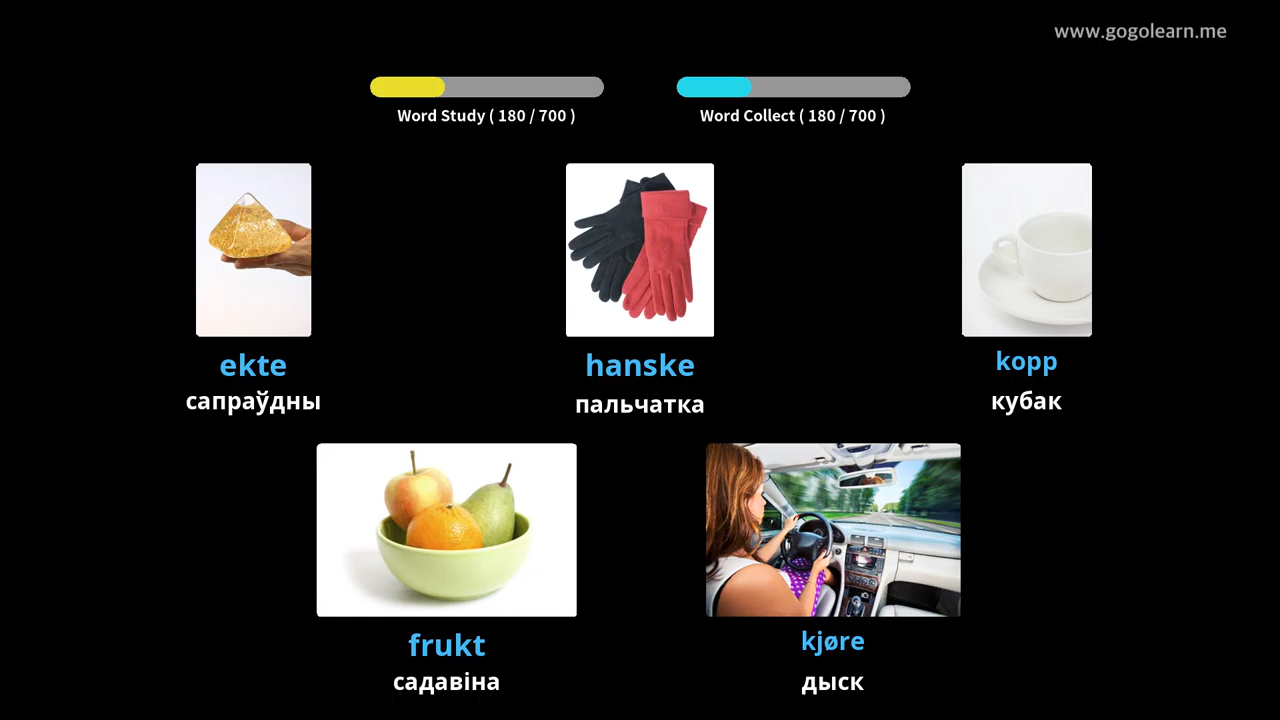 www.gogolearn.me
Word Study ( 180 / 700 )
Word Collect ( 180 / 700 )
ekte
сапраўдны
hanske
пальчатка
kopp
кубак
frukt
садавіна
kjøre
дыск